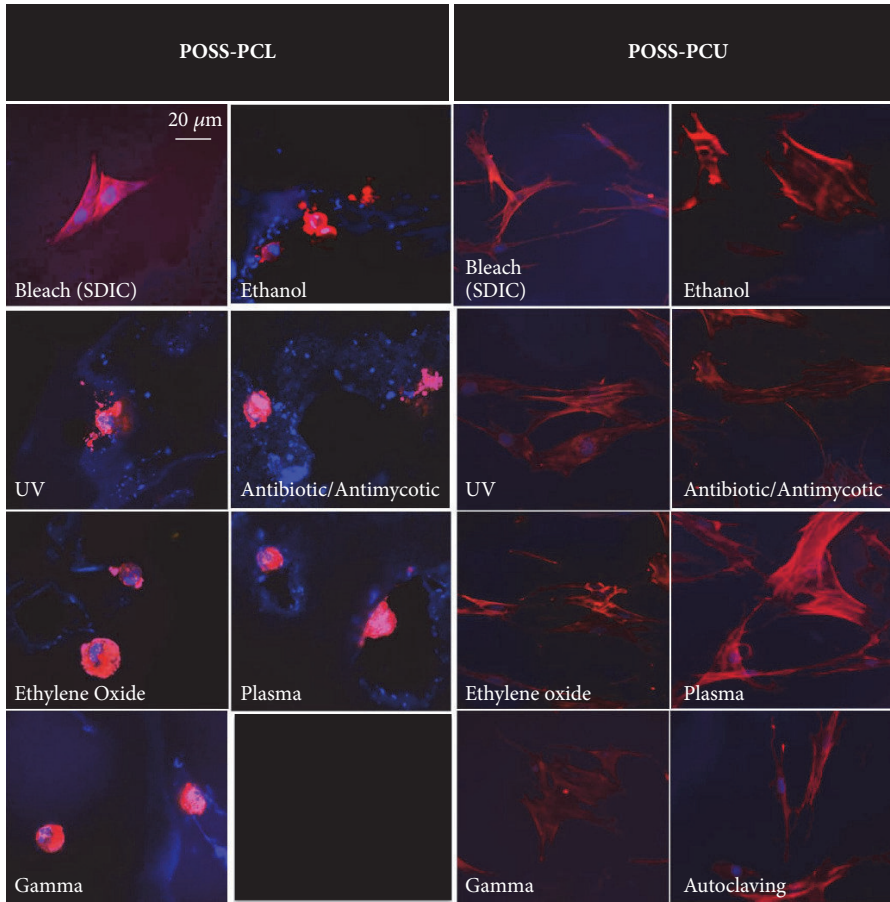 POSS-PCL
POSS-PCU
20 μm
Bleach (SDIC)
Ethanol
Bleach
(SDIC)
Ethanol
UV
Antibiotic/Antimycotic
UV
Antibiotic/Antimycotic
Ethylene Oxide
Plasma
Ethylene oxide
Plasma
Gamma
Gamma
Autoclaving